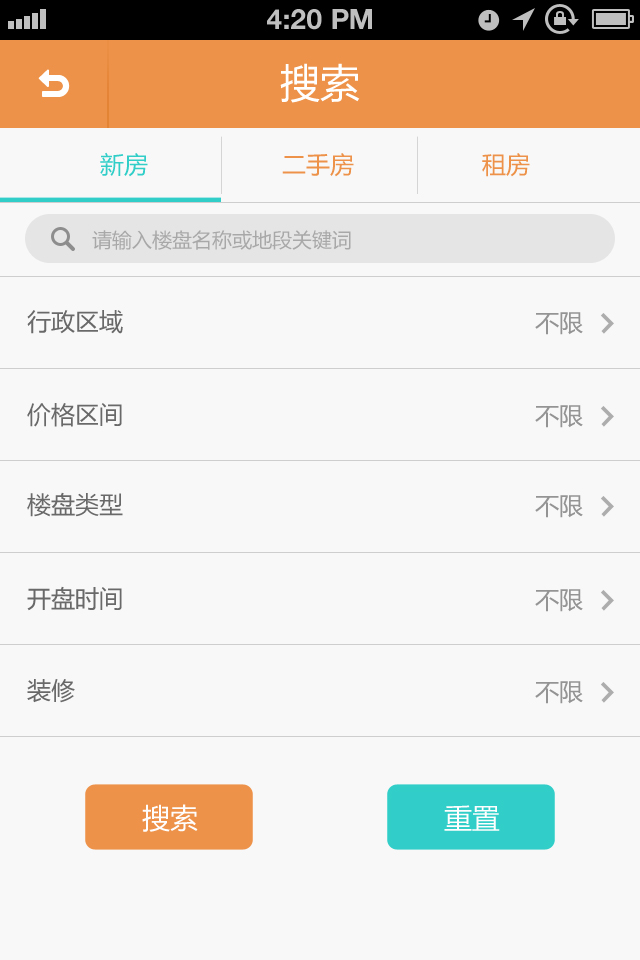 4:20 PM
搜索
新房 二手房 租房
请输入楼盘名称或地段关键词
行政区域 不限
价格区间 不限
楼盘类型 不限
开盘时间 不限
装修 不限
搜索 重置